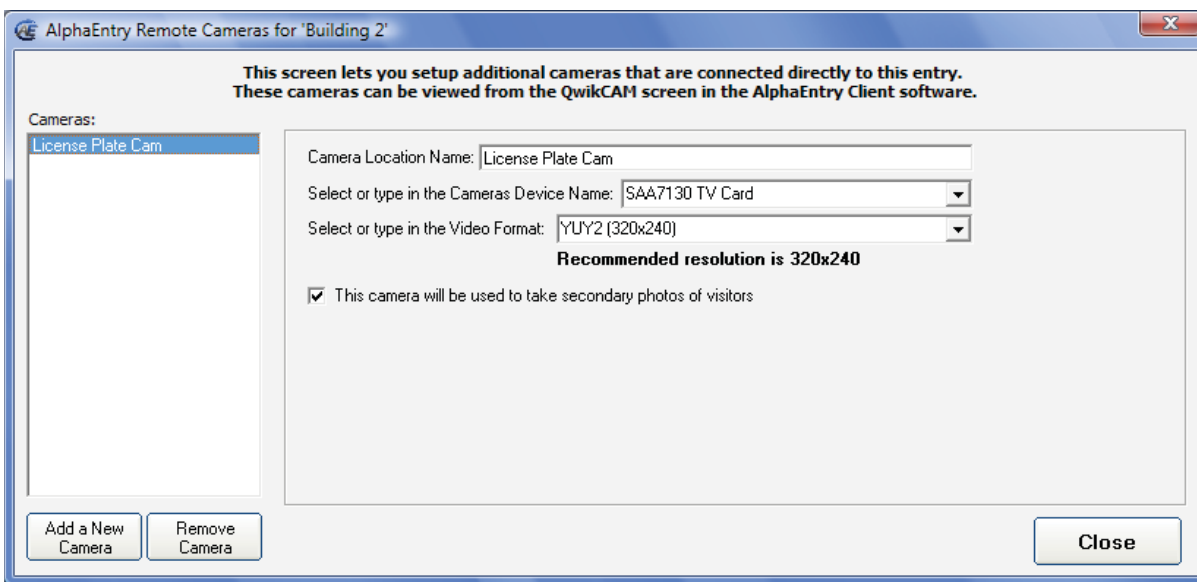 AlphaEntry Remote Cameras for 'Building 2'
This screen lets you setup additional cameras that are connected directly to this entry.
These cameras can be viewed from the QwikCAM screen in the AlphaEntry Client software.
Cameras:
License Plate Cam
Camera Location Name: License Plate Cam
Select or type in the Cameras Device Name: SAA7130 TV Card
Select or type in the Video Format: YUY2 (320x240)
Recommended resolution is 320x240
This camera will be used to take secondary photos of visitors
Add a New
Camera
Remove
Camera
Close